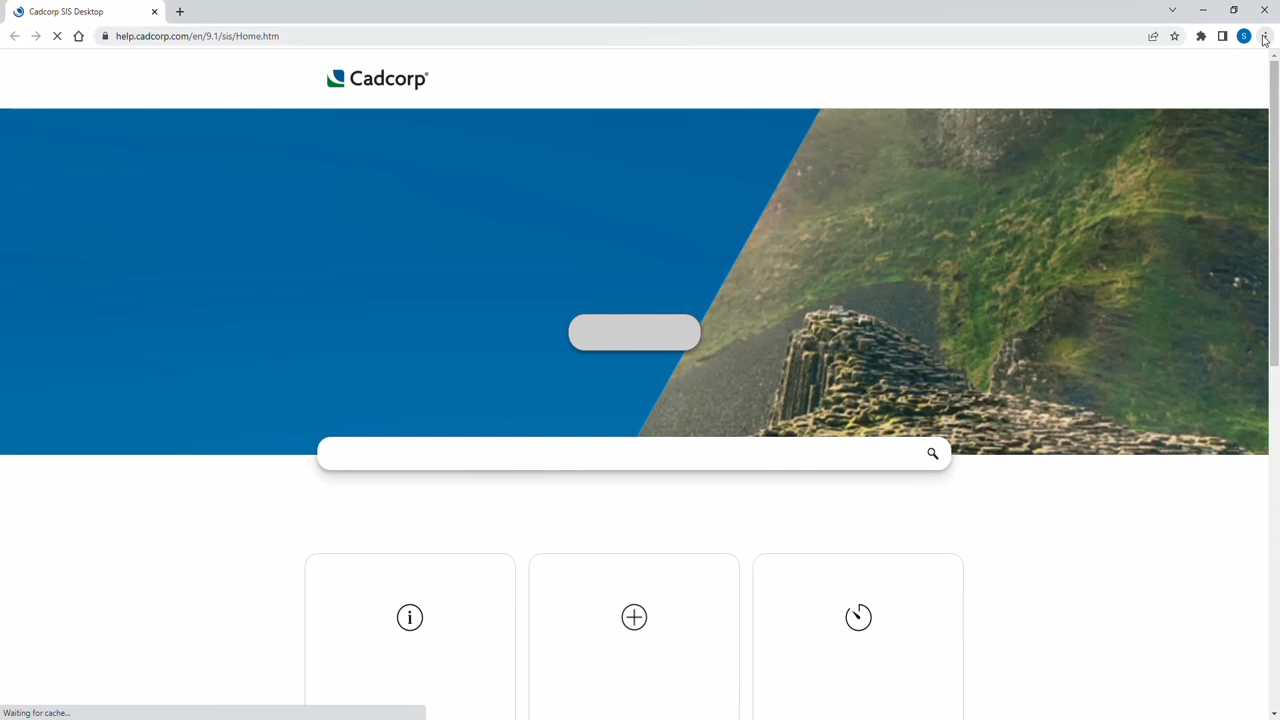 Cadcorp SIS Desktop
help.cadcorp.com/en/9.1/sis/Home.htm
S
Cadcorp®
i
Waiting for cache...